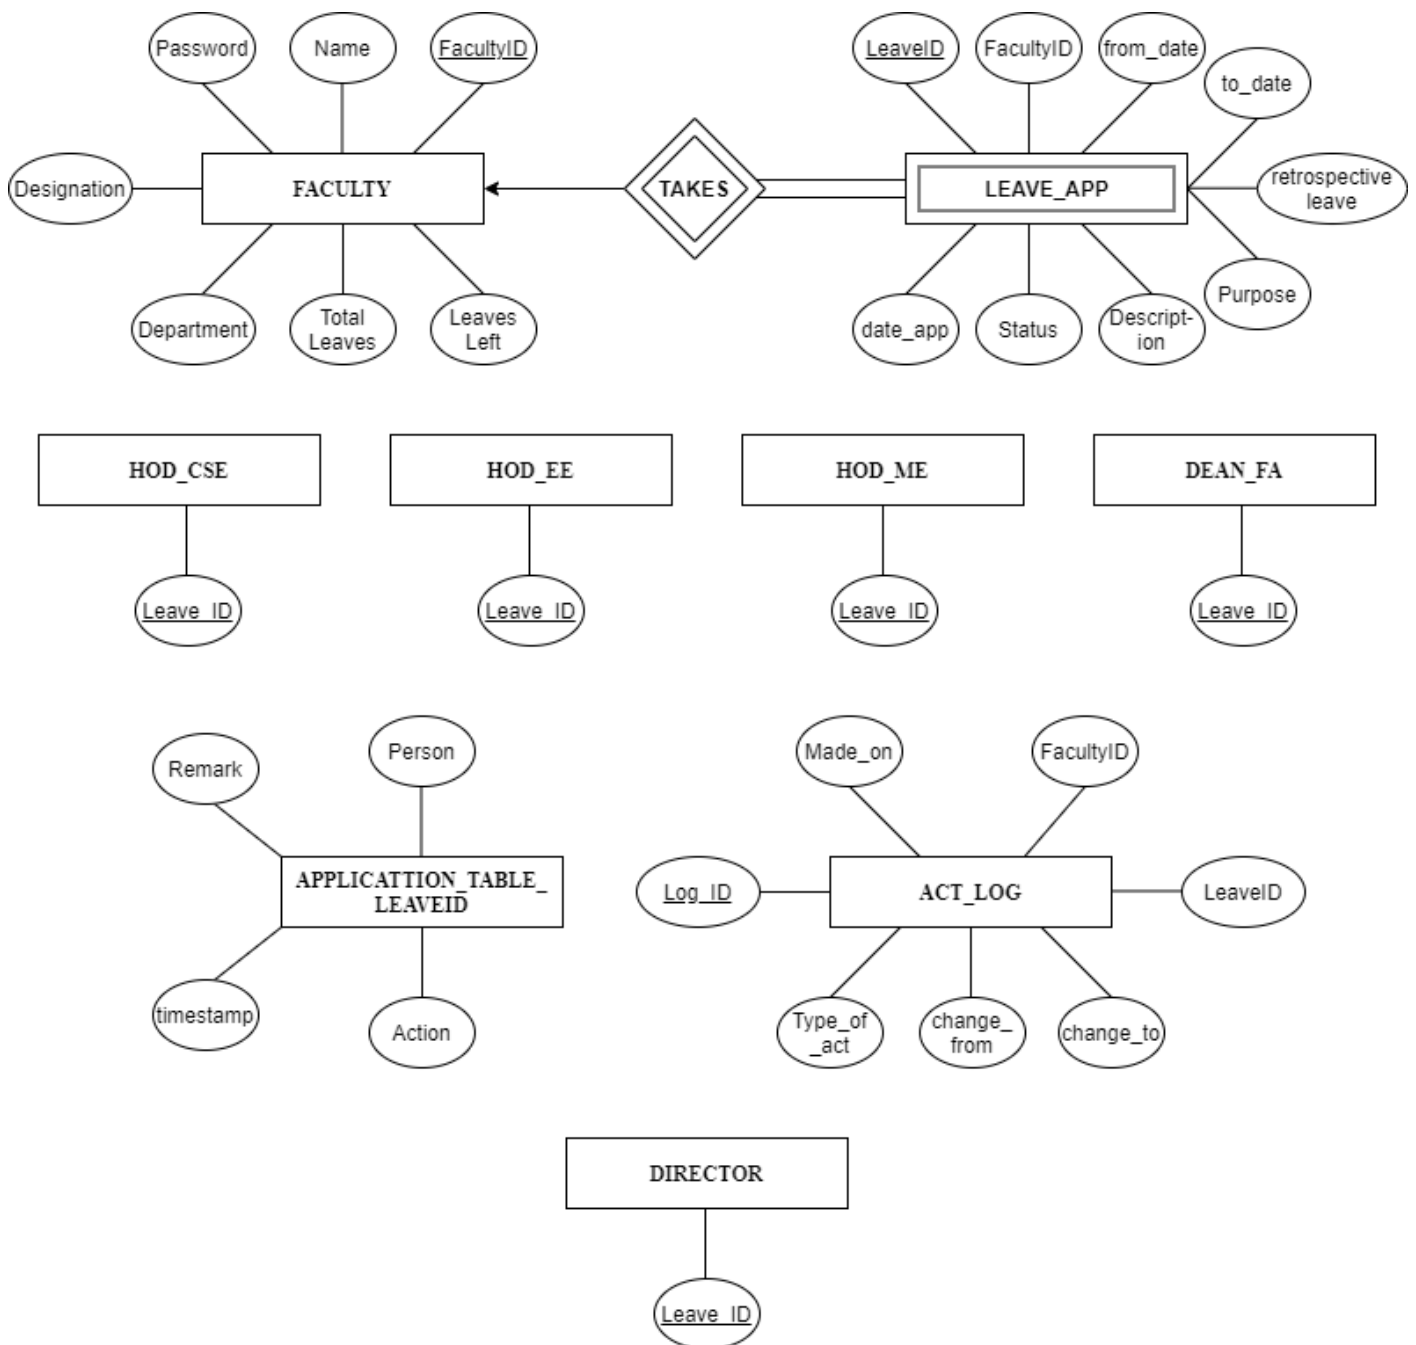 Password
Name
FacultyID
LeaveID
FacultyID
from_date
to_date
Designation
FACULTY
TAKES
LEAVE_APP
retrospective
leave
Department
Total
Leaves
Leaves
Left
date_app
Status
Descript-
ion
Purpose
HOD_CSE
HOD_EE
HOD_ME
DEAN_FA
Leave_ID
Leave_ID
Leave_ID
Leave_ID
Remark
Person
Made_on
FacultyID
APPLICATTION_TABLE_
LEAVEID
Log_ID
ACT_LOG
LeaveID
timestamp
Action
Type_of
_act
change_
from
change_to
DIRECTOR
Leave_ID